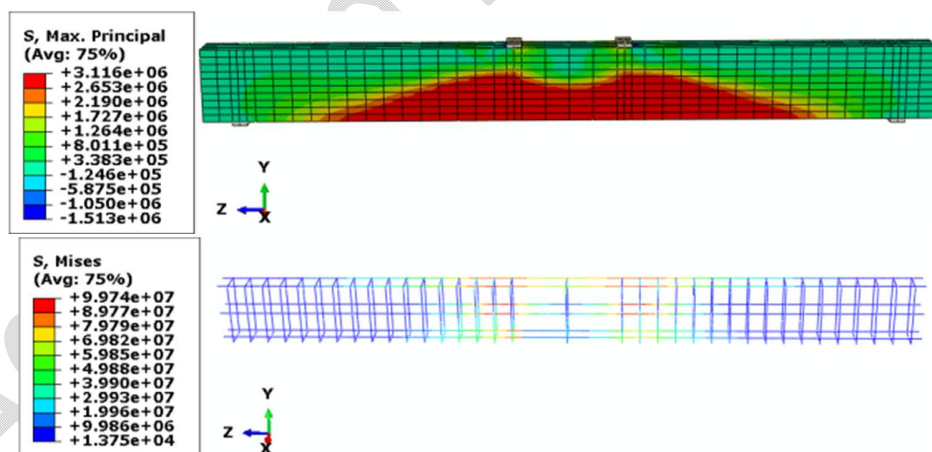 S, Max. Principal
(Avg: 75%)
+3.116e+06
+2.653e+06
+2.190e+06
+1.727e+06
+1.264e+06
+8.011e+05
+3.383e+05
-1.246e+05
-5.875e+05
-1.050e+06
-1.513e+06
Y
Z
X
S, Mises
(Avg: 75%)
+9.974e+07
+8.977e+07
+7.979e+07
+6.982e+07
+5.985e+07
+4.988e+07
+3.990e+07
+2.993e+07
+1.996e+07
+9.986e+06
+1.375e+04
Y
Z
X